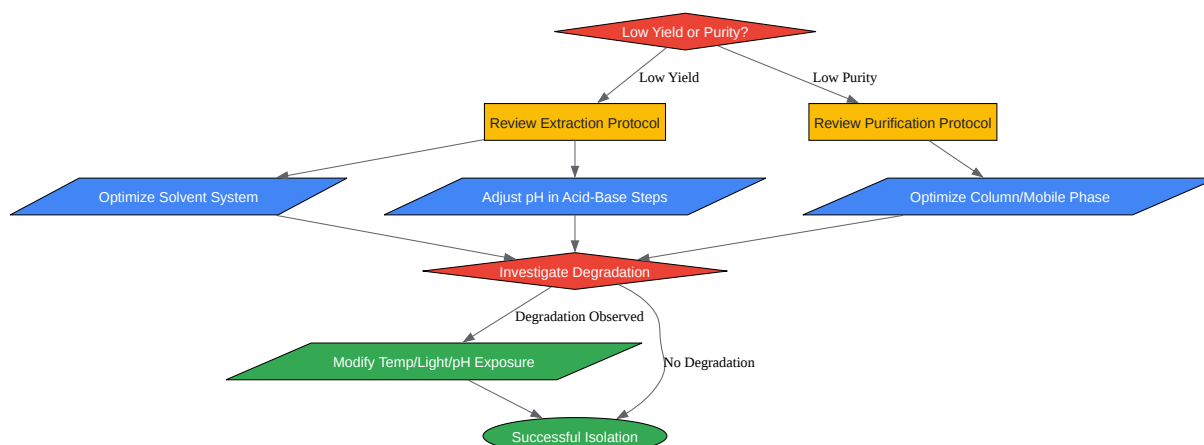 Low Yield or Purity?
Low Yield
Low Purity
Review Extraction Protocol
Review Purification Protocol
Optimize Solvent System
Adjust pH in Acid-Base Steps
Optimize Column/Mobile Phase
Investigate Degradation
Degradation Observed
Modify Temp/Light/pH Exposure
No Degradation
Successful Isolation